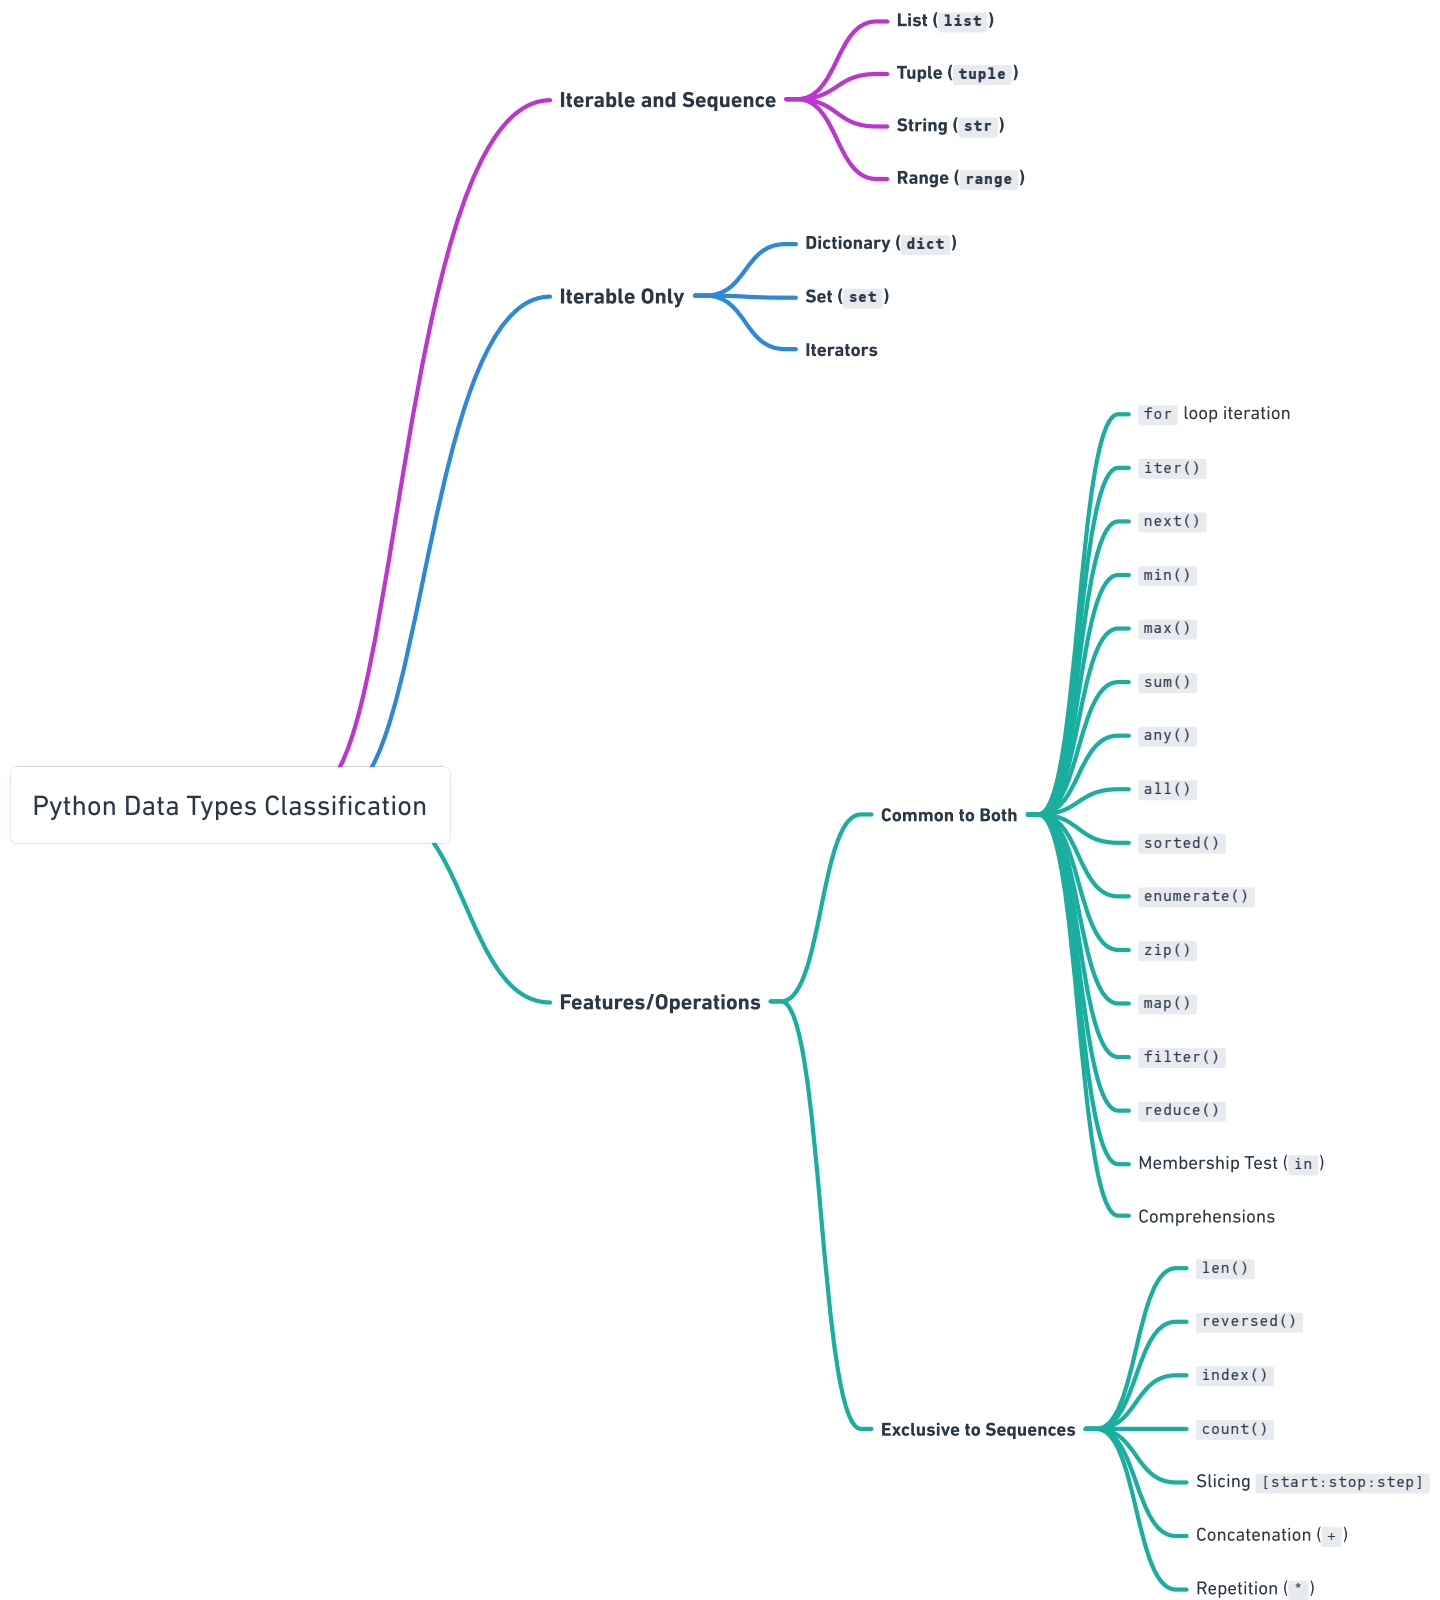 List (list)
Tuple (tuple)
Iterable and Sequence
String (str)
Range (range)
Dictionary (dict)
Iterable Only
Set (set)
Iterators
Python Data Types Classification
Features/Operations
Common to Both
for loop iteration
iter()
next()
min()
max()
sum()
any()
all()
sorted()
enumerate()
zip()
map()
filter()
reduce()
Membership Test (in)
Comprehensions
Exclusive to Sequences
len()
reversed()
index()
count()
Slicing [start:stop:step]
Concatenation (+)
Repetition (*)